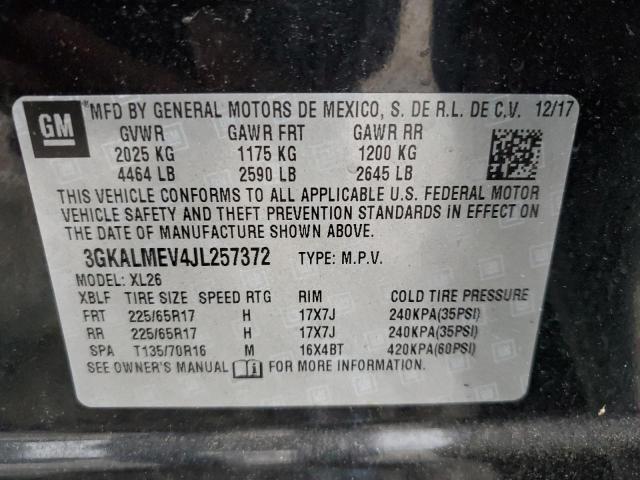 GM *MFD BY GENERAL MOTORS DE MEXICO, S. DE R.L. DE C.V. 12/17
GVWR GAWR FRT GAWR RR
2025 KG 1175 KG 1200 KG
4464 LB 2590 LB 2645 LB
THIS VEHICLE CONFORMS TO ALL APPLICABLE U.S. FEDERAL MOTOR
VEHICLE SAFETY AND THEFT PREVENTION STANDARDS IN EFFECT ON
THE DATE OF MANUFACTURE SHOWN ABOVE.
3GKALMEV4JL257372 TYPE: M.P.V.
MODEL: XL26
XBLF TIRE SIZE SPEED RTG RIM COLD TIRE PRESSURE
FRT 225/65R17 H 17X7J 240KPA(35PSI)
RR 225/65R17 H 17X7J 240KPA(35PSI)
SPA T135/70R16 M 16X4BT 420KPA(60PSI)
SEE OWNER'S MANUAL i FOR MORE INFORMATION.